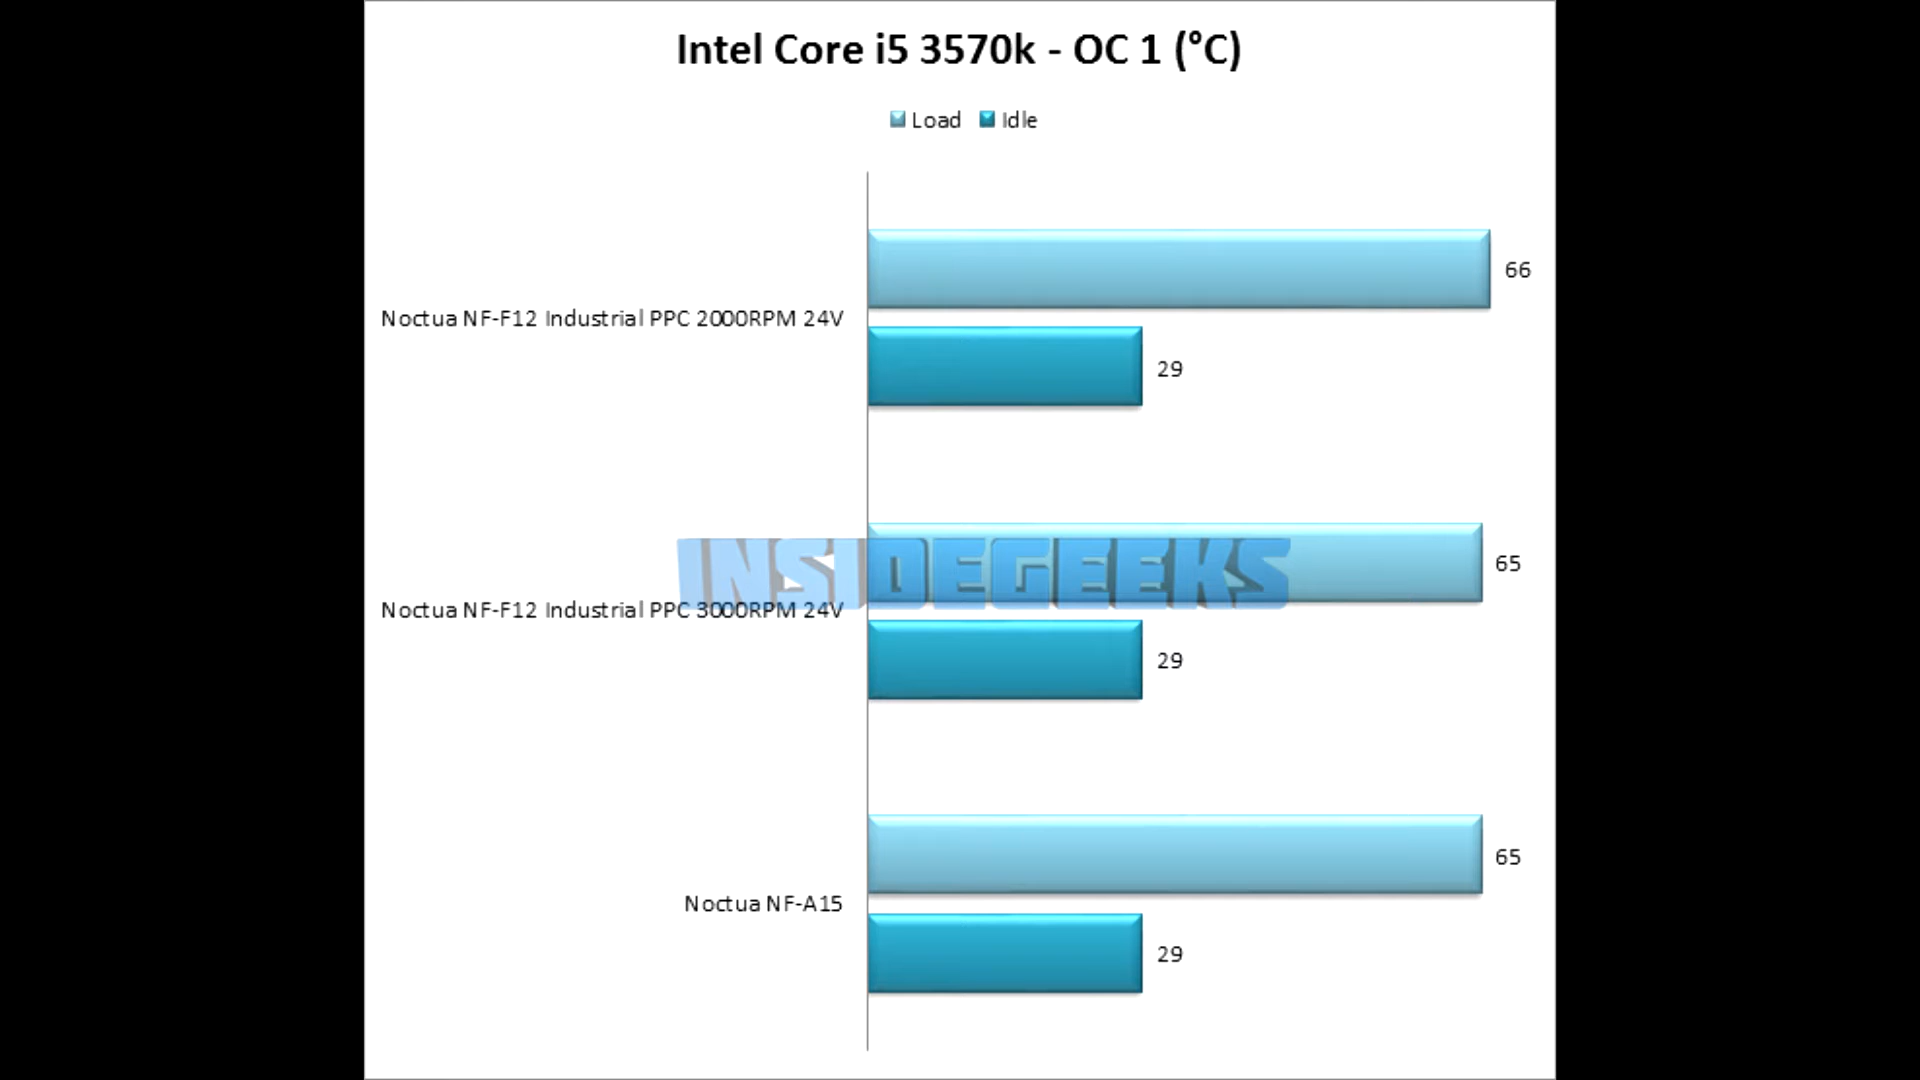 Intel Core i5 3570k - OC 1 (°C)
Load Idle
66
Noctua NF-F12 Industrial PPC 2000RPM 24V
29
INSIDEGEEKS
65
Noctua NF-F12 Industrial PPC 3000RPM 24V
29
65
Noctua NF-A15
29